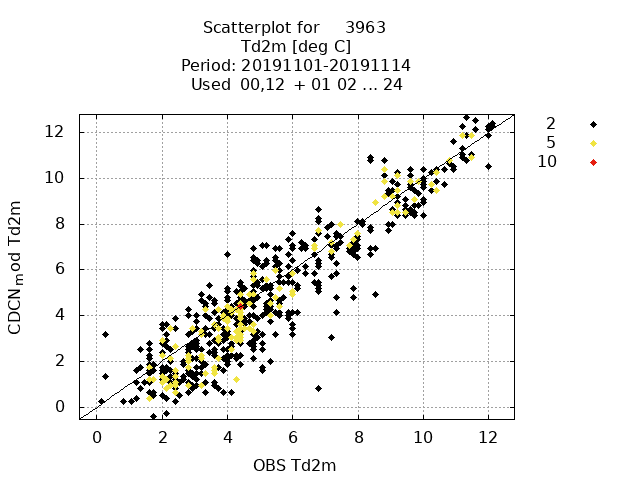 Scatterplot for 3963
Td2m [deg C]
Period: 20191101-20191114
Used 00,12 + 01 02 ... 24
2
5
10
12
10
8
6
4
2
0
CDCNmod Td2m
0 2 4 6 8 10 12
OBS Td2m